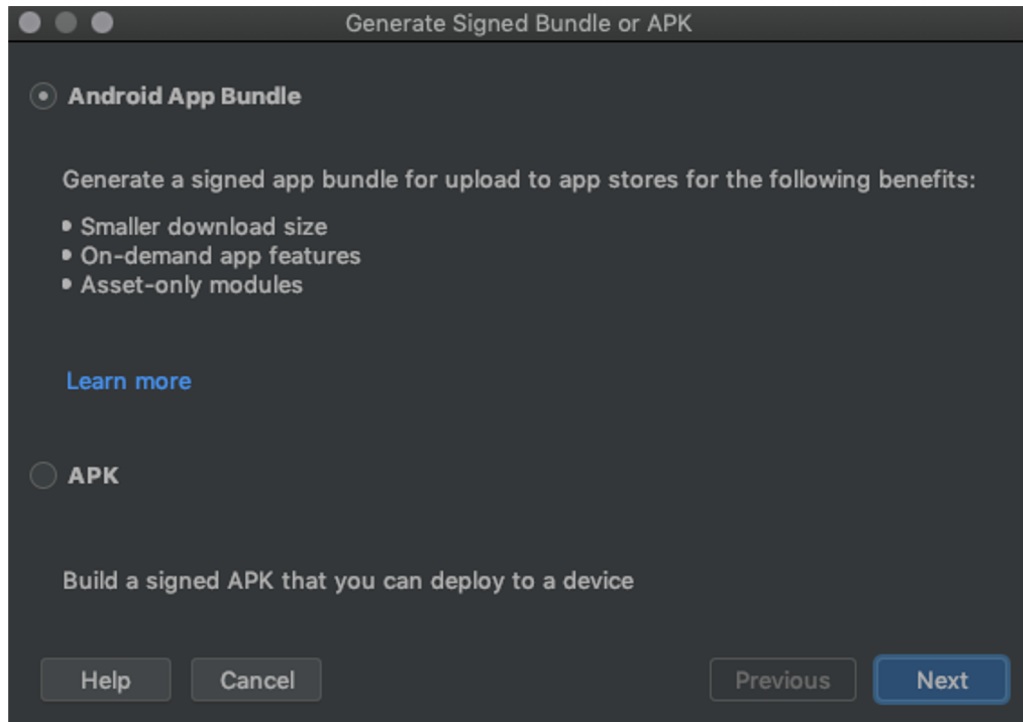 Generate Signed Bundle or APK
Android App Bundle
Generate a signed app bundle for upload to app stores for the following benefits:
• Smaller download size
• On-demand app features
• Asset-only modules
Learn more
APK
Build a signed APK that you can deploy to a device
Help Cancel Previous Next